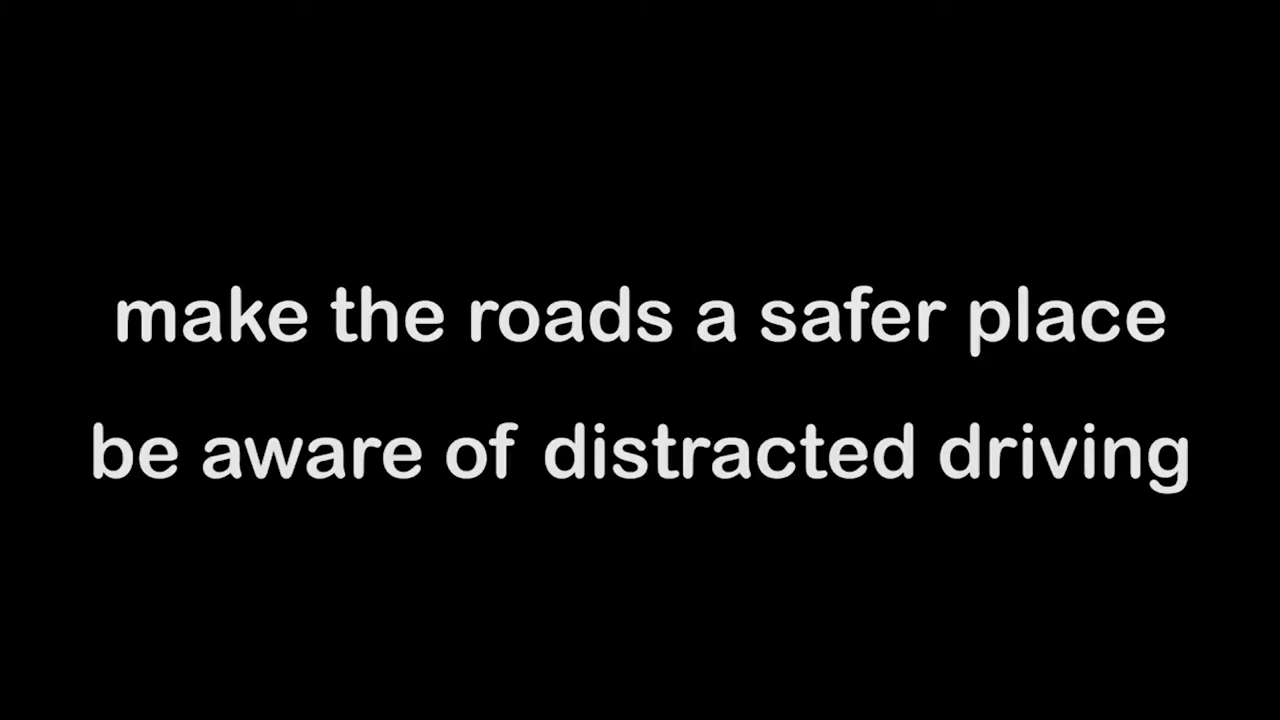 make the roads a safer place
be aware of distracted driving